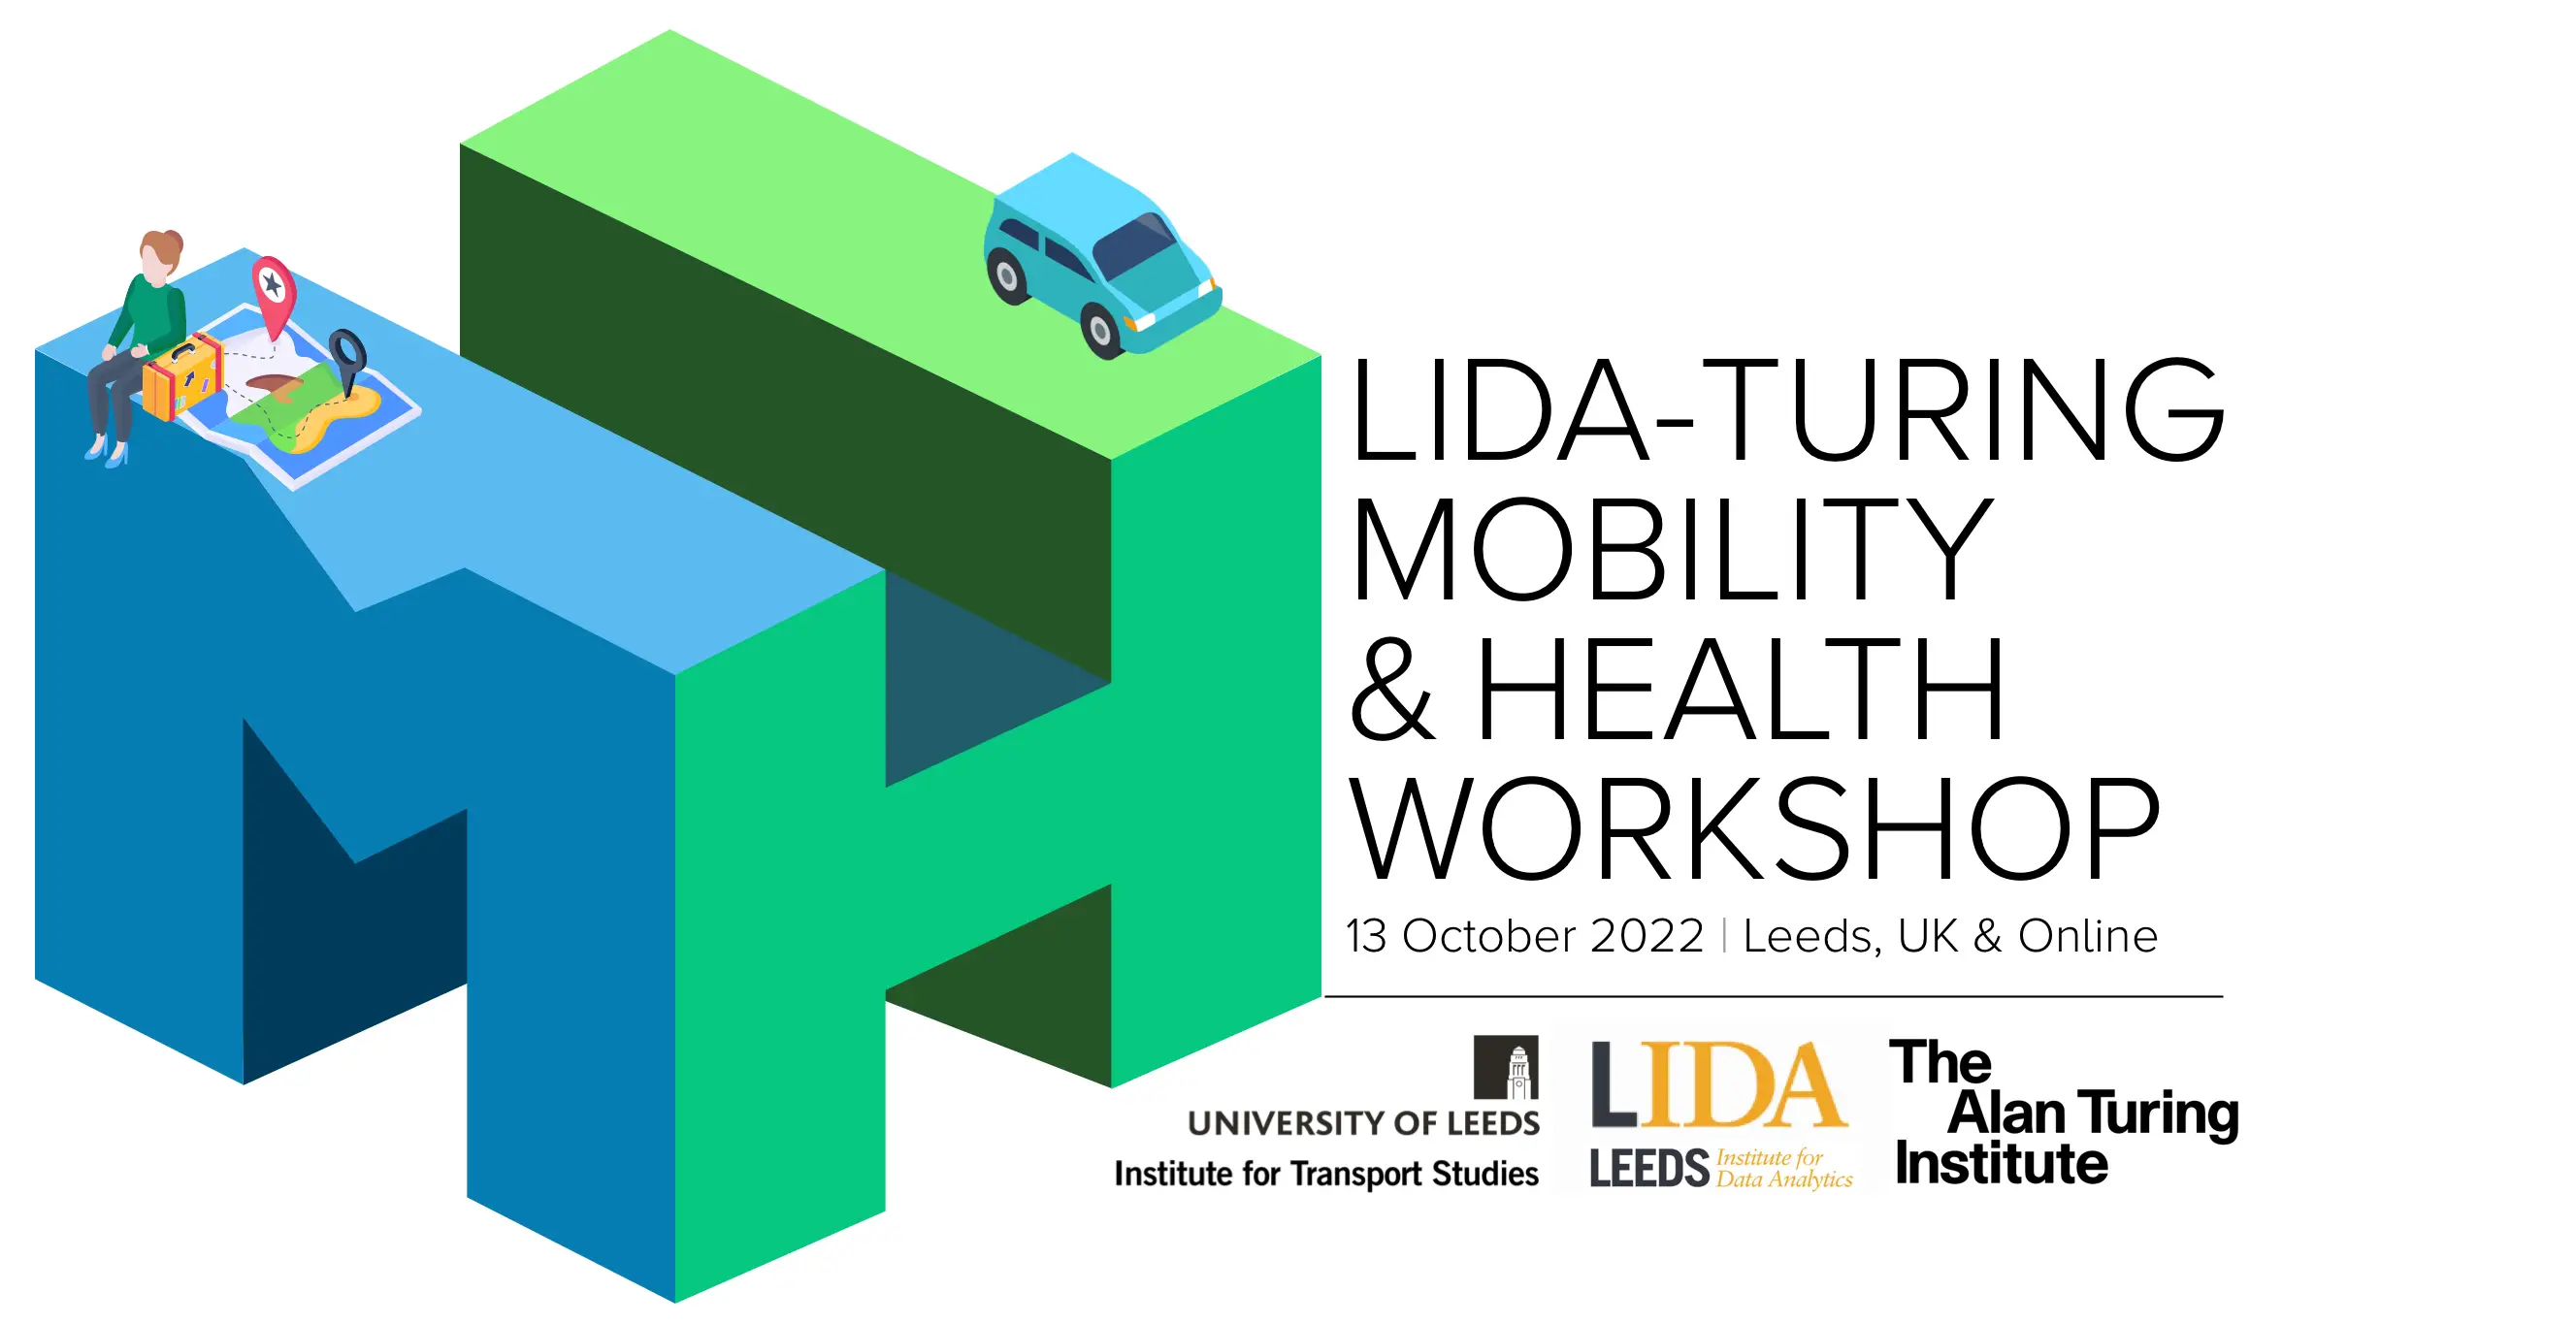 MH
LIDA-TURING
MOBILITY
& HEALTH
WORKSHOP
13 October 2022 | Leeds, UK & Online
UNIVERSITY OF LEEDS
Institute for Transport Studies
LIDA
LEEDS Institute for
Data Analytics
The
Alan Turing
Institute